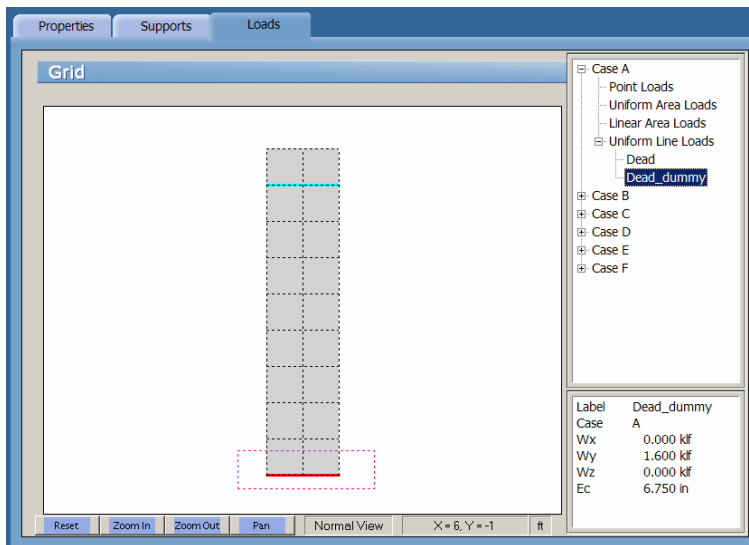 Properties Supports Loads
Grid
Case A
Point Loads
Uniform Area Loads
Linear Area Loads
Uniform Line Loads
Dead
Dead_dummy
Case B
Case C
Case D
Case E
Case F
Label Dead_dummy
Case A
Wx 0.000 klf
Wy 1.600 klf
Wz 0.000 klf
Ec 6.750 in
Reset Zoom In Zoom Out Pan Normal View X = 6, Y = -1 ft